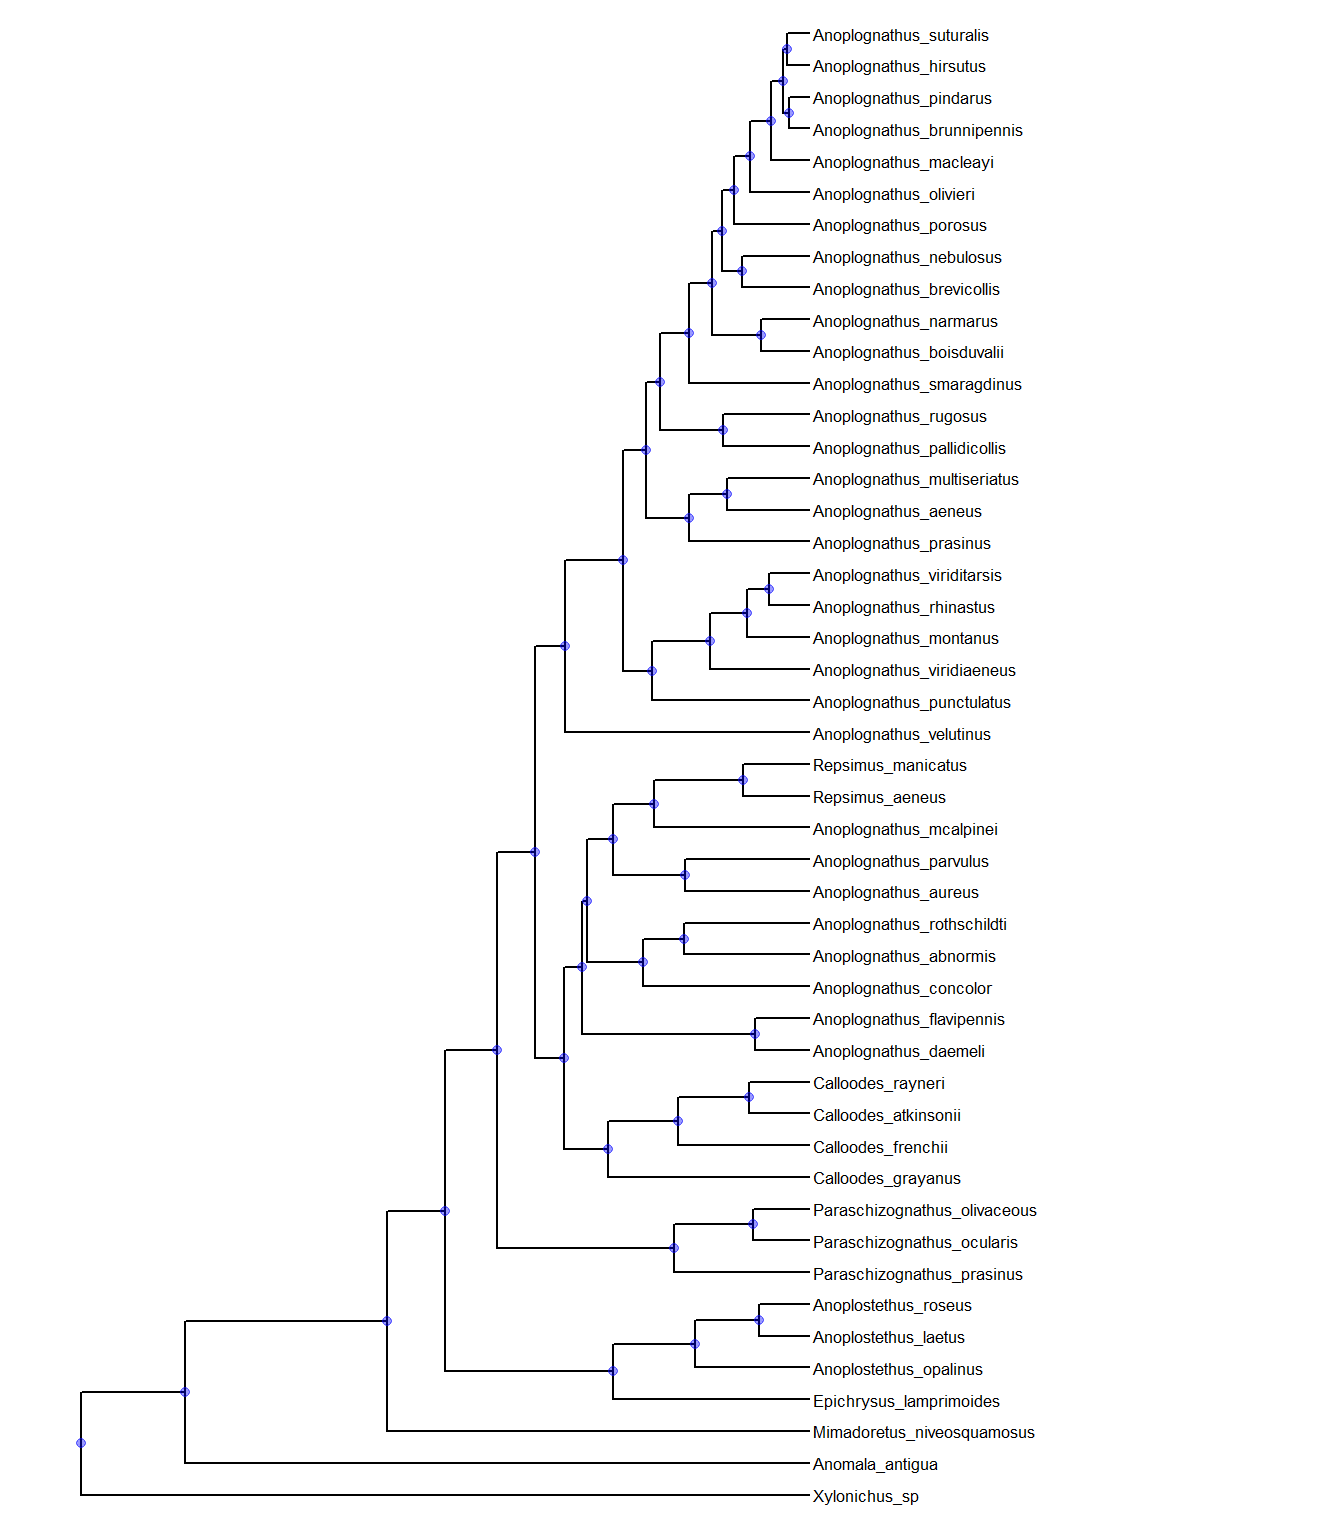 Anoplognathus_suturalis
Anoplognathus_hirsutus
Anoplognathus_pindarus
Anoplognathus_brunnipennis
Anoplognathus_macleayi
Anoplognathus_olivieri
Anoplognathus_porosus
Anoplognathus_nebulosus
Anoplognathus_brevicollis
Anoplognathus_narmarus
Anoplognathus_boisduvalii
Anoplognathus_smaragdinus
Anoplognathus_rugosus
Anoplognathus_pallidicollis
Anoplognathus_multiseriatus
Anoplognathus_aeneus
Anoplognathus_prasinus
Anoplognathus_viriditarsis
Anoplognathus_rhinastus
Anoplognathus_montanus
Anoplognathus_viridiaeneus
Anoplognathus_punctulatus
Anoplognathus_velutinus
Repsimus_manicatus
Repsimus_aeneus
Anoplognathus_mcalpinei
Anoplognathus_parvulus
Anoplognathus_aureus
Anoplognathus_rothschildti
Anoplognathus_abnormis
Anoplognathus_concolor
Anoplognathus_flavipennis
Anoplognathus_daemeli
Calloodes_rayneri
Calloodes_atkinsonii
Calloodes_frenchii
Calloodes_grayanus
Paraschizognathus_olivaceous
Paraschizognathus_ocularis
Paraschizognathus_prasinus
Anoplostethus_roseus
Anoplostethus_laetus
Anoplostethus_opalinus
Epichrysus_lamprimoides
Mimadoretus_niveosquamosus
Anomala_antigua
Xylonichus_sp